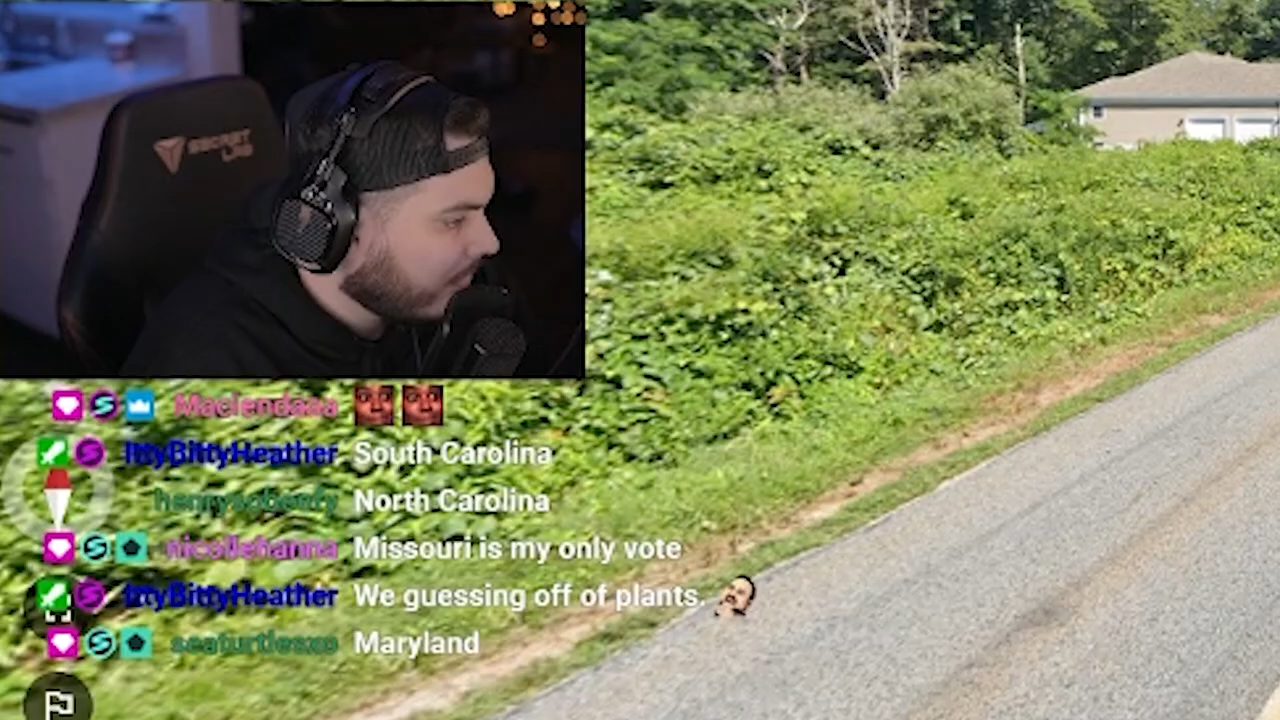 SECRET
LAB
Maclendaaa
IttyBittyHeather South Carolina
North Carolina
nicollehanna Missouri is my only vote
IttyBittyHeather We guessing off of plants.
seaturtlesxo Maryland